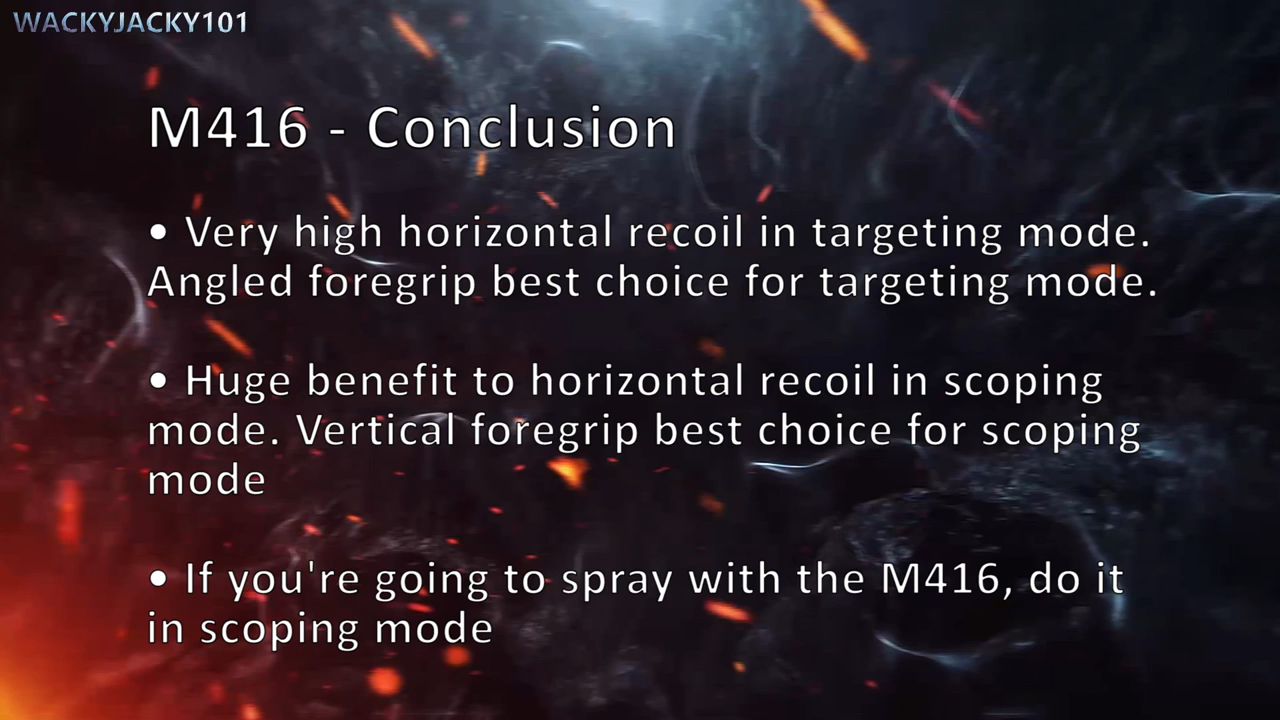 WACKYJACKY101
M416 - Conclusion
• Very high horizontal recoil in targeting mode.
Angled foregrip best choice for targeting mode.
• Huge benefit to horizontal recoil in scoping
mode. Vertical foregrip best choice for scoping
mode
• If you're going to spray with the M416, do it
in scoping mode